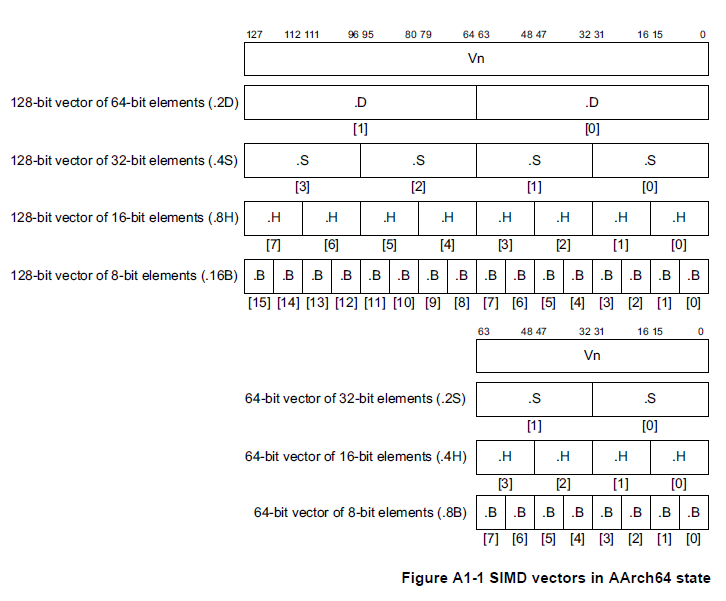 127 112 111 96 95 80 79 64 63 48 47 32 31 16 15 0
Vn
128-bit vector of 64-bit elements (.2D) .D .D
[1] [0]
128-bit vector of 32-bit elements (.4S) .S .S .S .S
[3] [2] [1] [0]
128-bit vector of 16-bit elements (.8H) .H .H .H .H .H .H .H .H
[7] [6] [5] [4] [3] [2] [1] [0]
128-bit vector of 8-bit elements (.16B) .B .B .B .B .B .B .B .B .B .B .B .B .B .B .B .B
[15] [14] [13] [12] [11] [10] [9] [8] [7] [6] [5] [4] [3] [2] [1] [0]
63 48 47 32 31 16 15 0
Vn
64-bit vector of 32-bit elements (.2S) .S .S
[1] [0]
64-bit vector of 16-bit elements (.4H) .H .H .H .H
[3] [2] [1] [0]
64-bit vector of 8-bit elements (.8B) .B .B .B .B .B .B .B .B
[7] [6] [5] [4] [3] [2] [1] [0]
Figure A1-1 SIMD vectors in AArch64 state